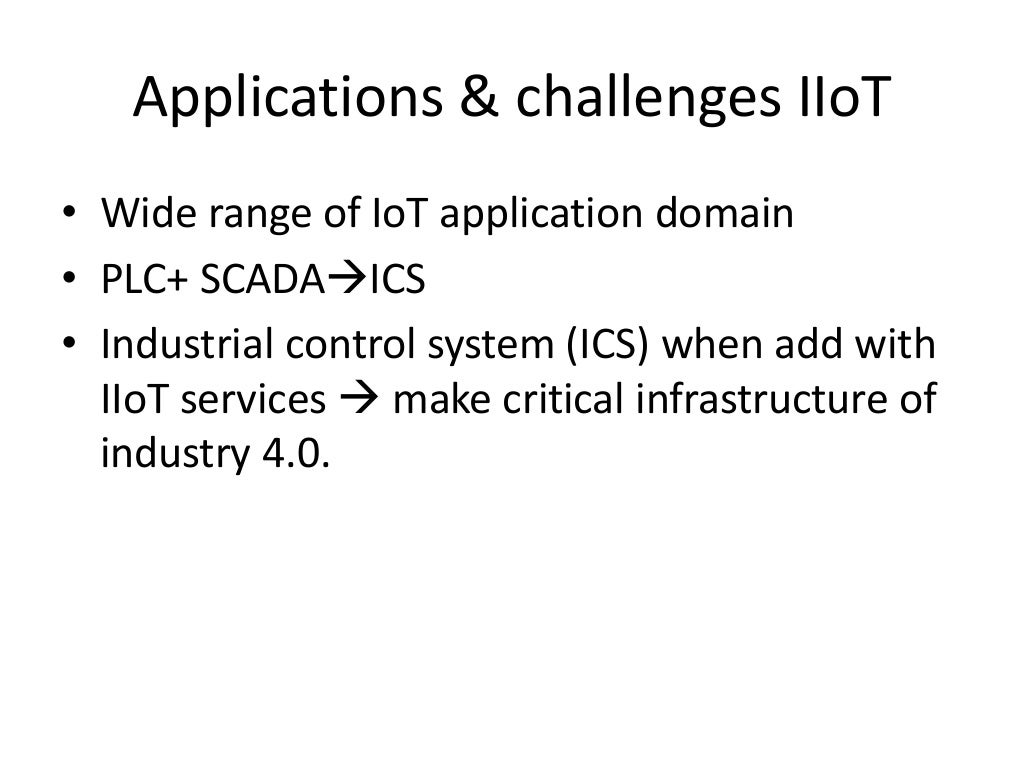 Applications & challenges IIoT
• Wide range of IoT application domain
• PLC+ SCADA→ICS
• Industrial control system (ICS) when add with
IIoT services → make critical infrastructure of
industry 4.0.